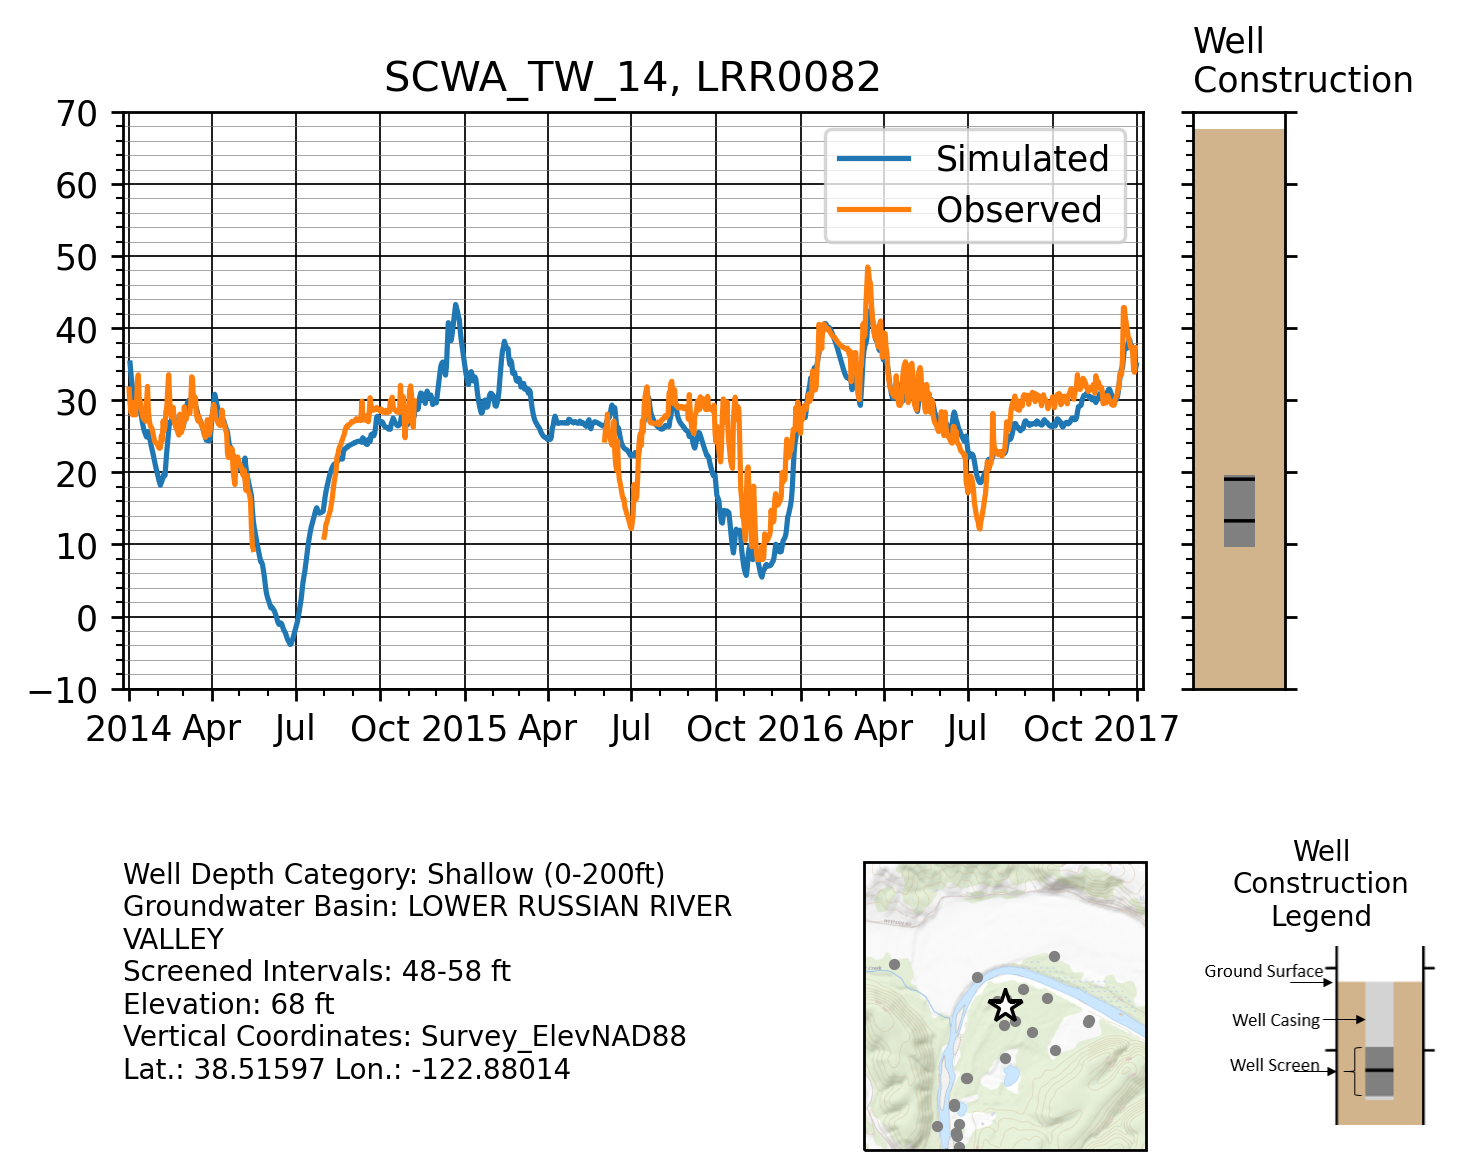 Well
Construction
SCWA_TW_14, LRR0082
70
60
50
40
30
20
10
0
−10
Simulated
Observed
2014 Apr Jul Oct 2015 Apr Jul Oct 2016 Apr Jul Oct 2017
Well Depth Category: Shallow (0-200ft)
Groundwater Basin: LOWER RUSSIAN RIVER
VALLEY
Screened Intervals: 48-58 ft
Elevation: 68 ft
Vertical Coordinates: Survey_ElevNAD88
Lat.: 38.51597 Lon.: -122.88014
Well
Construction
Legend
Ground Surface
Well Casing
Well Screen